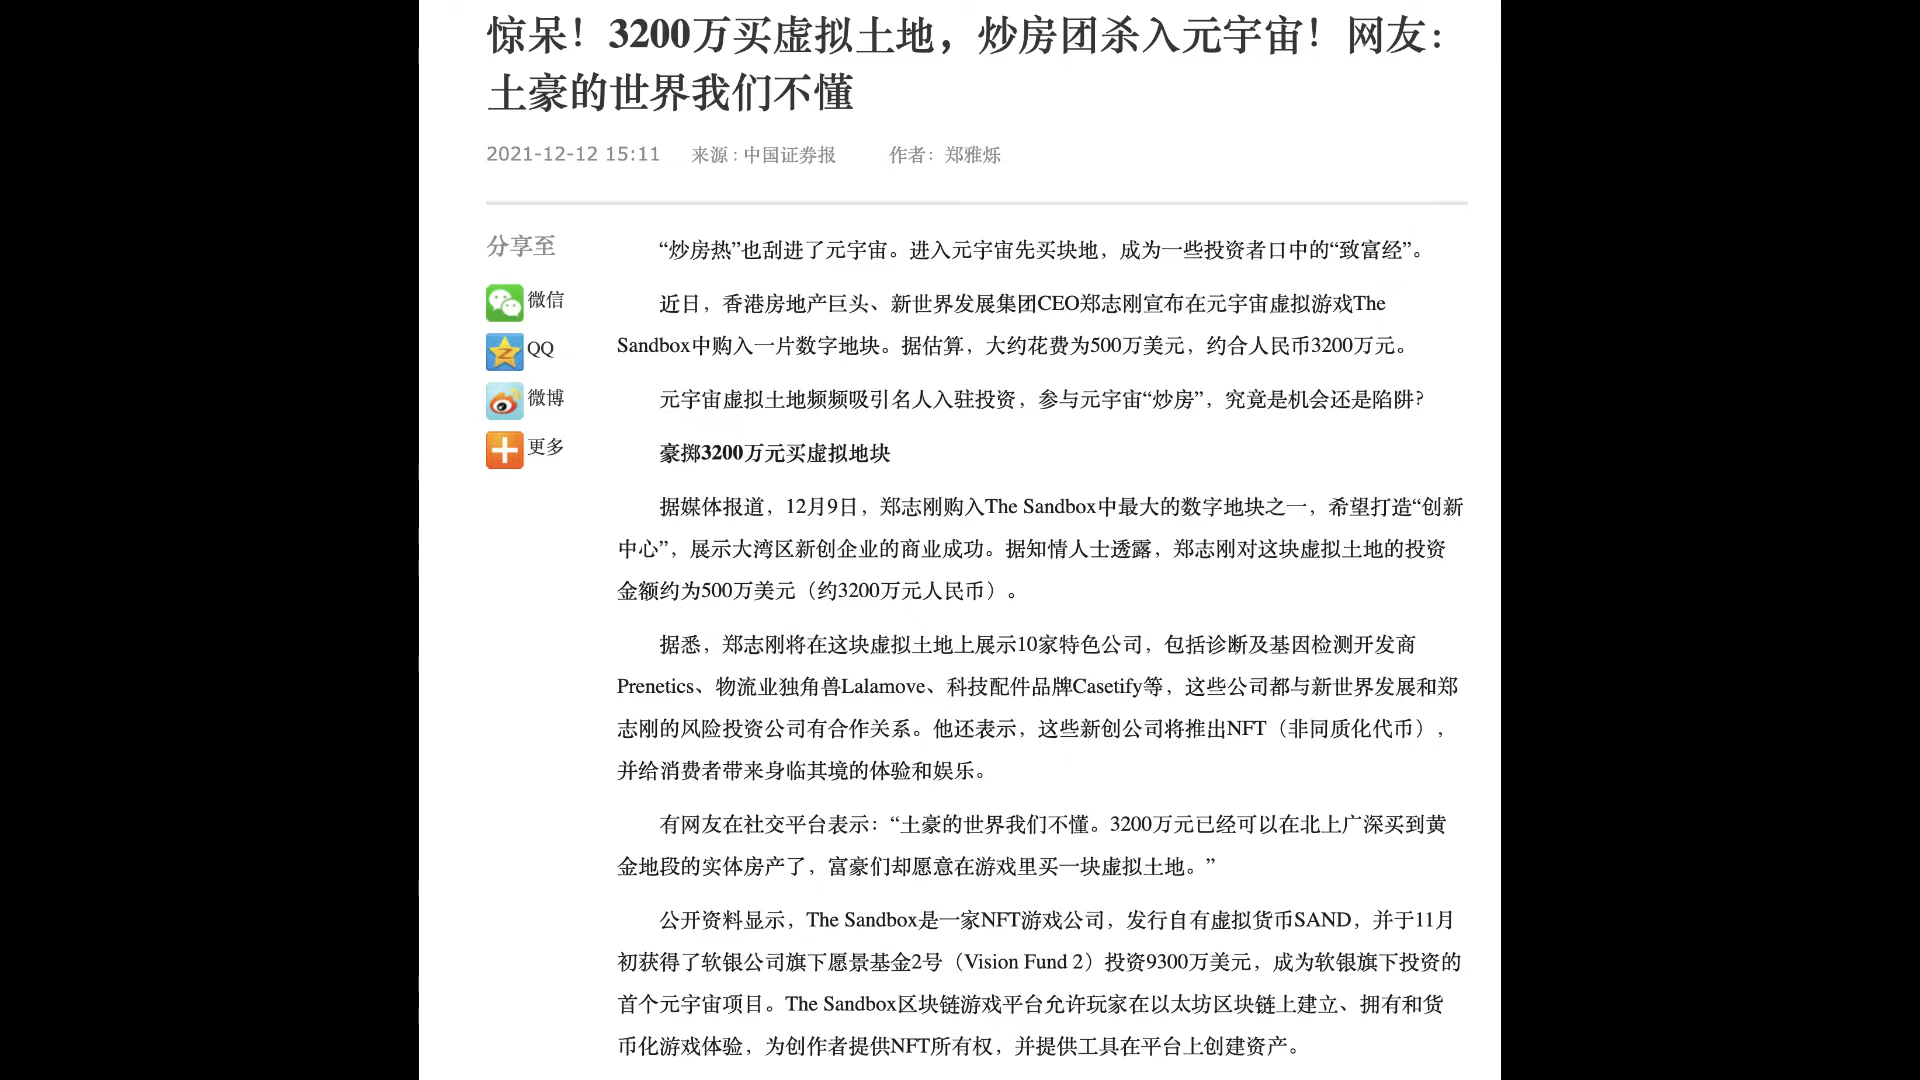 惊呆！3200万买虚拟土地，炒房团杀入元宇宙！网友：
土豪的世界我们不懂
2021-12-12 15:11 来源 : 中国证券报 作者：郑雅烁
分享至
微信
QQ
微博
更多
“炒房热”也刮进了元宇宙。进入元宇宙先买块地，成为一些投资者口中的“致富经”。
近日，香港房地产巨头、新世界发展集团CEO郑志刚宣布在元宇宙虚拟游戏The
Sandbox中购入一片数字地块。据估算，大约花费为500万美元，约合人民币3200万元。
元宇宙虚拟土地频频吸引名人入驻投资，参与元宇宙“炒房”，究竟是机会还是陷阱?
豪掷3200万元买虚拟地块
据媒体报道，12月9日，郑志刚购入The Sandbox中最大的数字地块之一，希望打造“创新
中心”，展示大湾区新创企业的商业成功。据知情人士透露，郑志刚对这块虚拟土地的投资
金额约为500万美元（约3200万元人民币）。
据悉，郑志刚将在这块虚拟土地上展示10家特色公司，包括诊断及基因检测开发商
Prenetics、物流业独角兽Lalamove、科技配件品牌Casetify等，这些公司都与新世界发展和郑
志刚的风险投资公司有合作关系。他还表示，这些新创公司将推出NFT（非同质化代币），
并给消费者带来身临其境的体验和娱乐。
有网友在社交平台表示：“土豪的世界我们不懂。3200万元已经可以在北上广深买到黄
金地段的实体房产了，富豪们却愿意在游戏里买一块虚拟土地。”
公开资料显示，The Sandbox是一家NFT游戏公司，发行自有虚拟货币SAND，并于11月
初获得了软银公司旗下愿景基金2号（Vision Fund 2）投资9300万美元，成为软银旗下投资的
首个元宇宙项目。The Sandbox区块链游戏平台允许玩家在以太坊区块链上建立、拥有和货
币化游戏体验，为创作者提供NFT所有权，并提供工具在平台上创建资产。